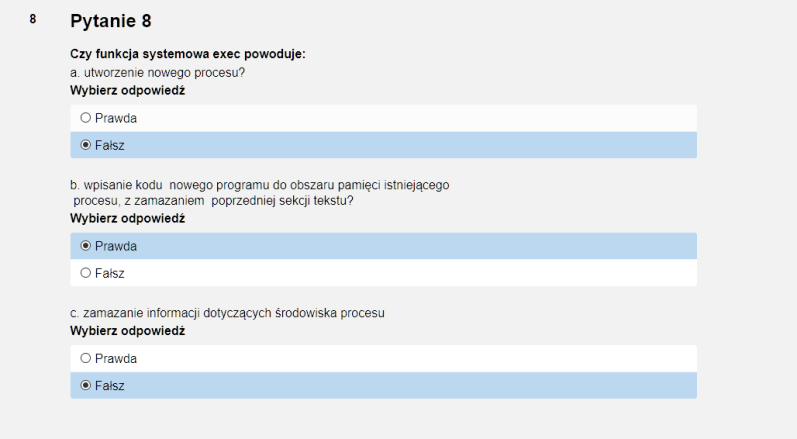 8
Pytanie 8
Czy funkcja systemowa exec powoduje:
a. utworzenie nowego procesu?
Wybierz odpowiedź
Prawda
Fałsz
b. wpisanie kodu nowego programu do obszaru pamięci istniejącego
procesu, z zamazaniem poprzedniej sekcji tekstu?
Wybierz odpowiedź
Prawda
Fałsz
c. zamazanie informacji dotyczących środowiska procesu
Wybierz odpowiedź
Prawda
Fałsz